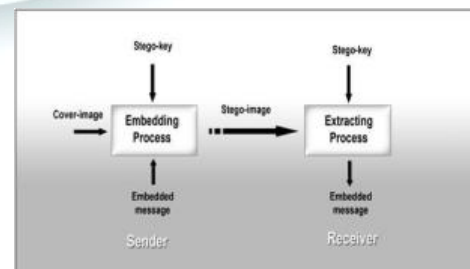 Stego-key
Stego-key
Cover-image
Embedding
Process
Stego-image
Extracting
Process
Embedded
message
Embedded
message
Sender
Receiver